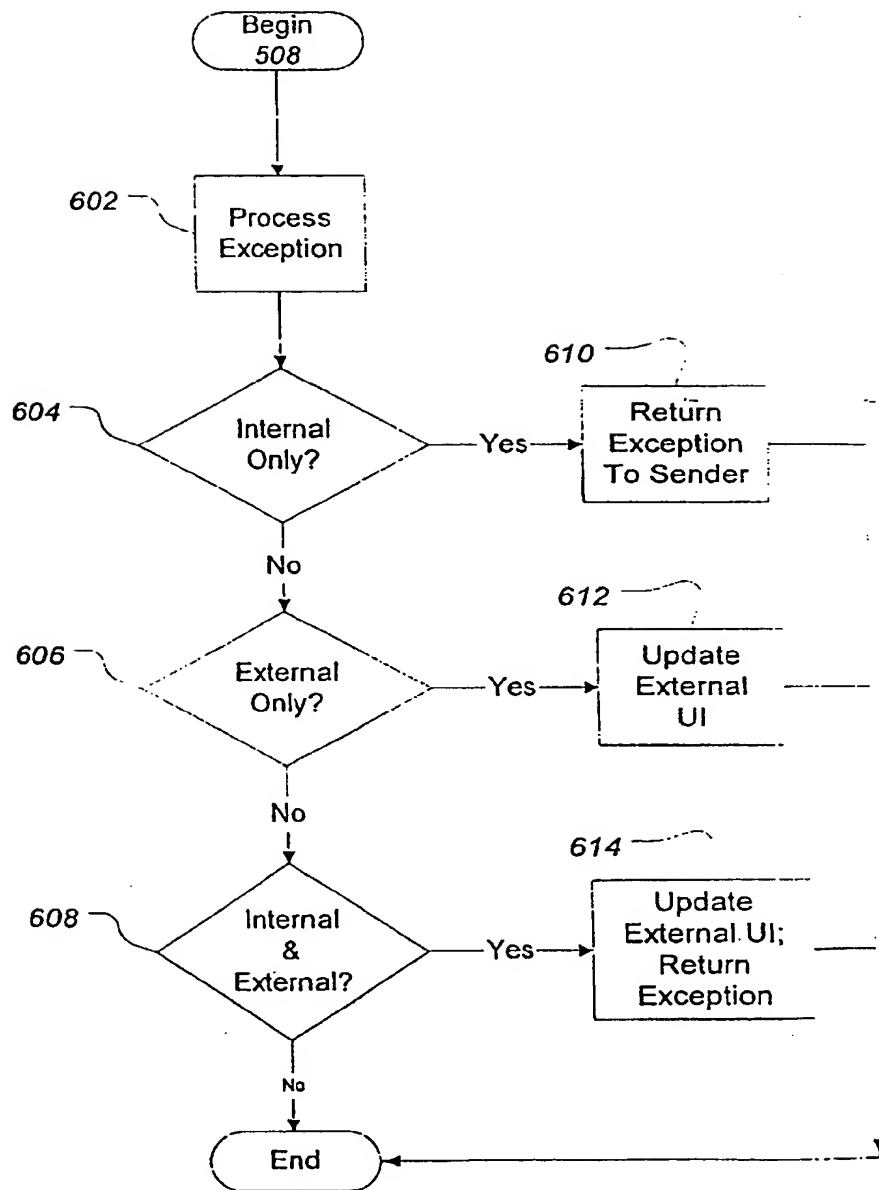 Begin
508
602
Process
Exception
610
604
Internal
Only?
Yes
Return
Exception
To Sender
No
612
606
External
Only?
Yes
Update
External
UI
No
614
608
Internal
&
External?
Yes
Update
External UI;
Return
Exception
No
End